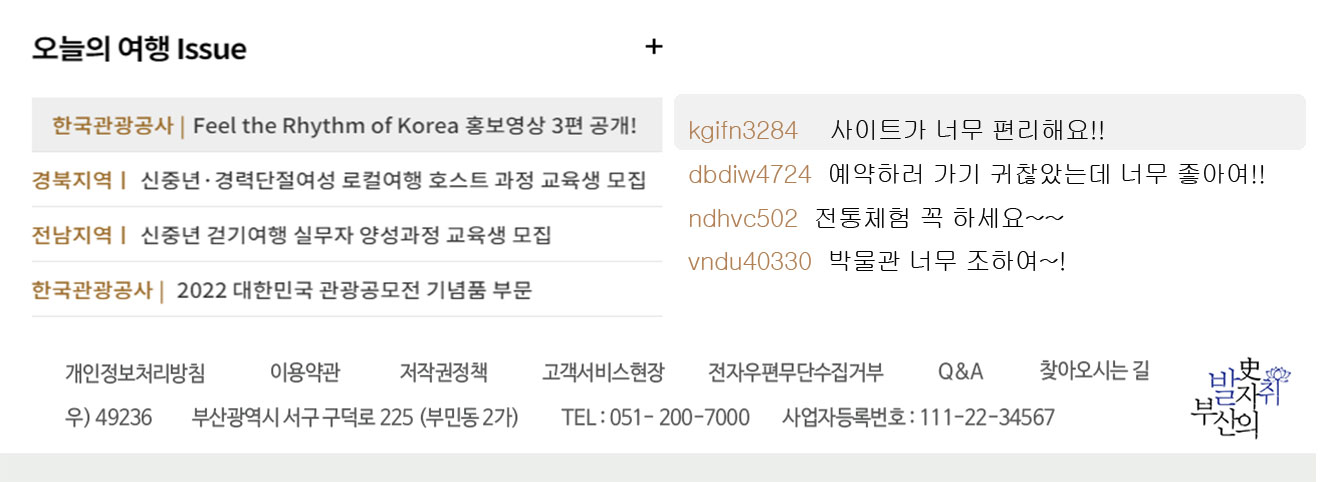 오늘의 여행 Issue +
한국관광공사 | Feel the Rhythm of Korea 홍보영상 3편 공개!
경북지역 | 신중년·경력단절여성 로컬여행 호스트 과정 교육생 모집
전남지역 | 신중년 걷기여행 실무자 양성과정 교육생 모집
한국관광공사 | 2022 대한민국 관광공모전 기념품 부문
kgifn3284 사이트가 너무 편리해요!!
dbdiw4724 예약하러 가기 귀찮았는데 너무 좋아여!!
ndhvc502 전통체험 꼭 하세요~~
vndu40330 박물관 너무 조하여~!
개인정보처리방침 이용약관 저작권정책 고객서비스현장 전자우편무단수집거부 Q&A 찾아오시는 길
우) 49236 부산광역시 서구 구덕로 225 (부민동 2가) TEL : 051- 200-7000 사업자등록번호 : 111-22-34567
부산의
발자취
史